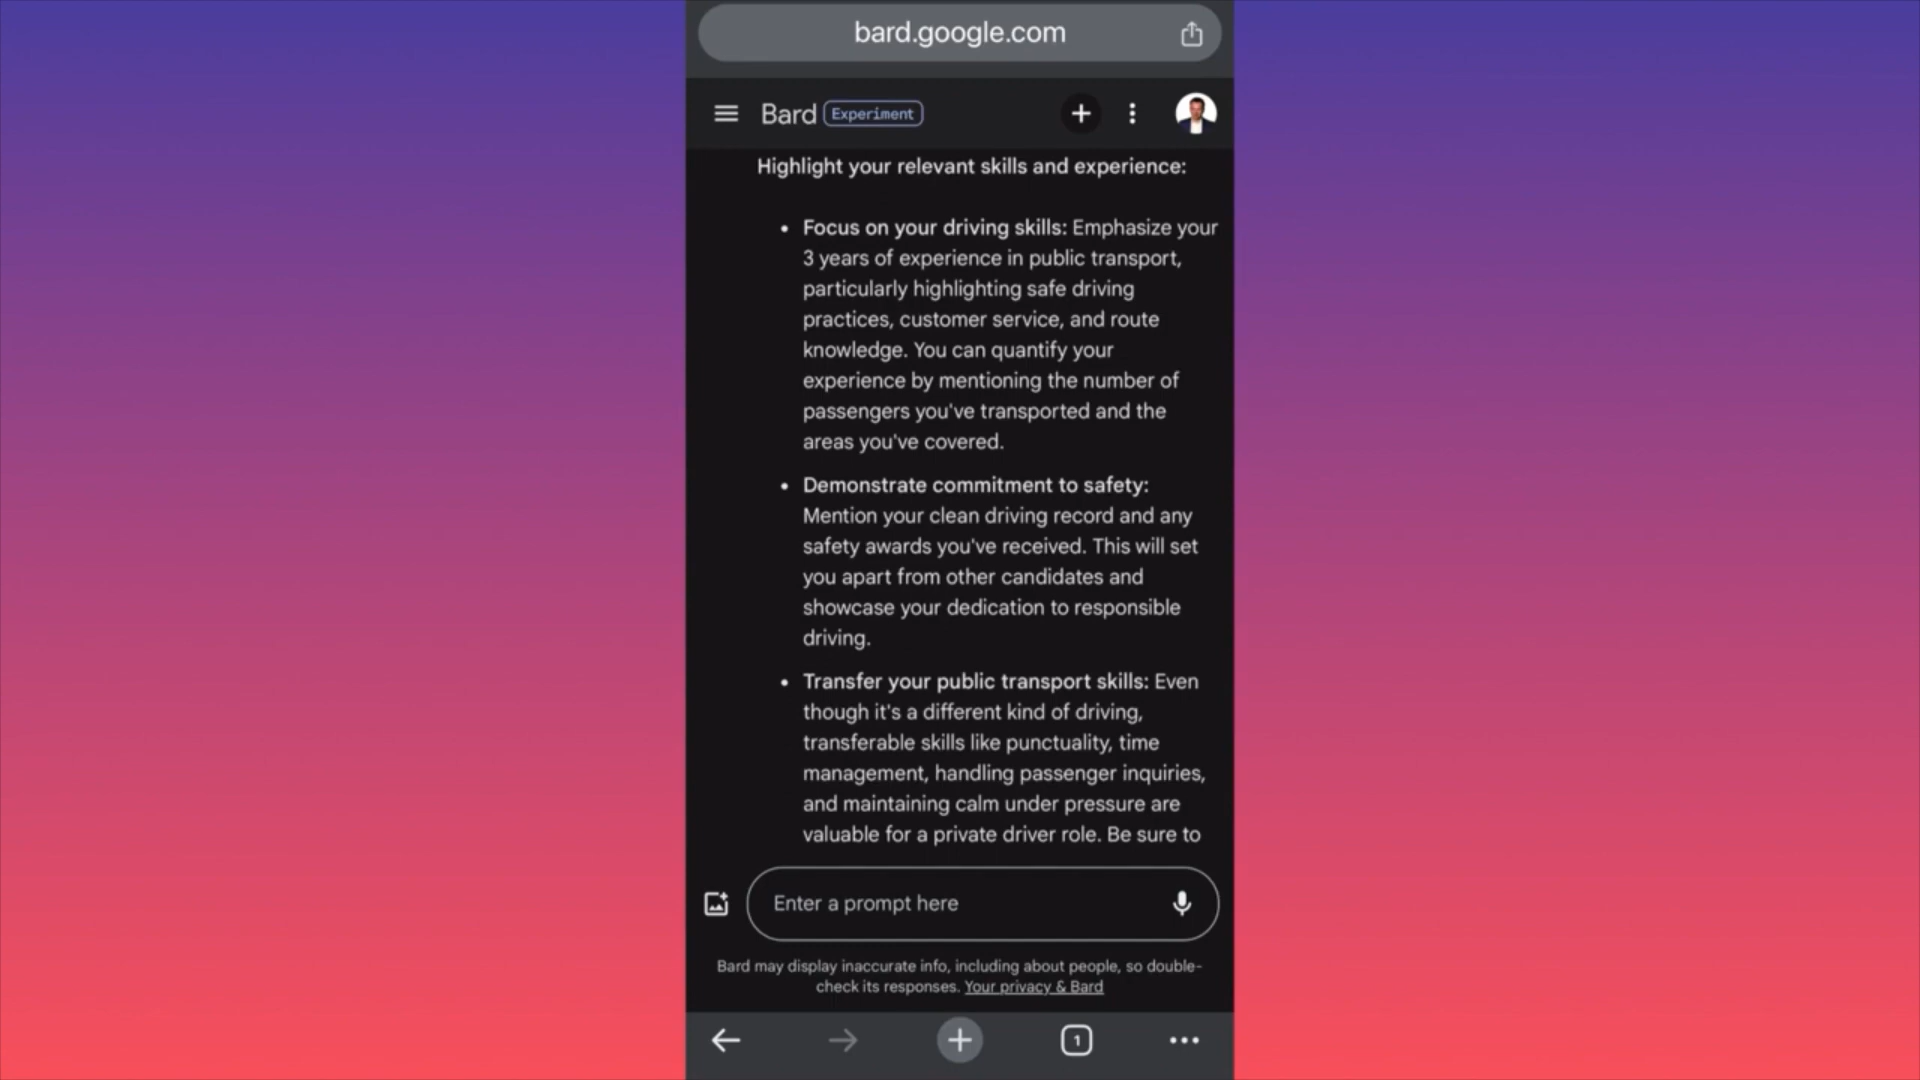 bard.google.com
Bard Experiment
Highlight your relevant skills and experience:
• Focus on your driving skills: Emphasize your
3 years of experience in public transport,
particularly highlighting safe driving
practices, customer service, and route
knowledge. You can quantify your
experience by mentioning the number of
passengers you've transported and the
areas you've covered.
• Demonstrate commitment to safety:
Mention your clean driving record and any
safety awards you've received. This will set
you apart from other candidates and
showcase your dedication to responsible
driving.
• Transfer your public transport skills: Even
though it's a different kind of driving,
transferable skills like punctuality, time
management, handling passenger inquiries,
and maintaining calm under pressure are
valuable for a private driver role. Be sure to
Enter a prompt here
Bard may display inaccurate info, including about people, so double-
check its responses. Your privacy & Bard
1